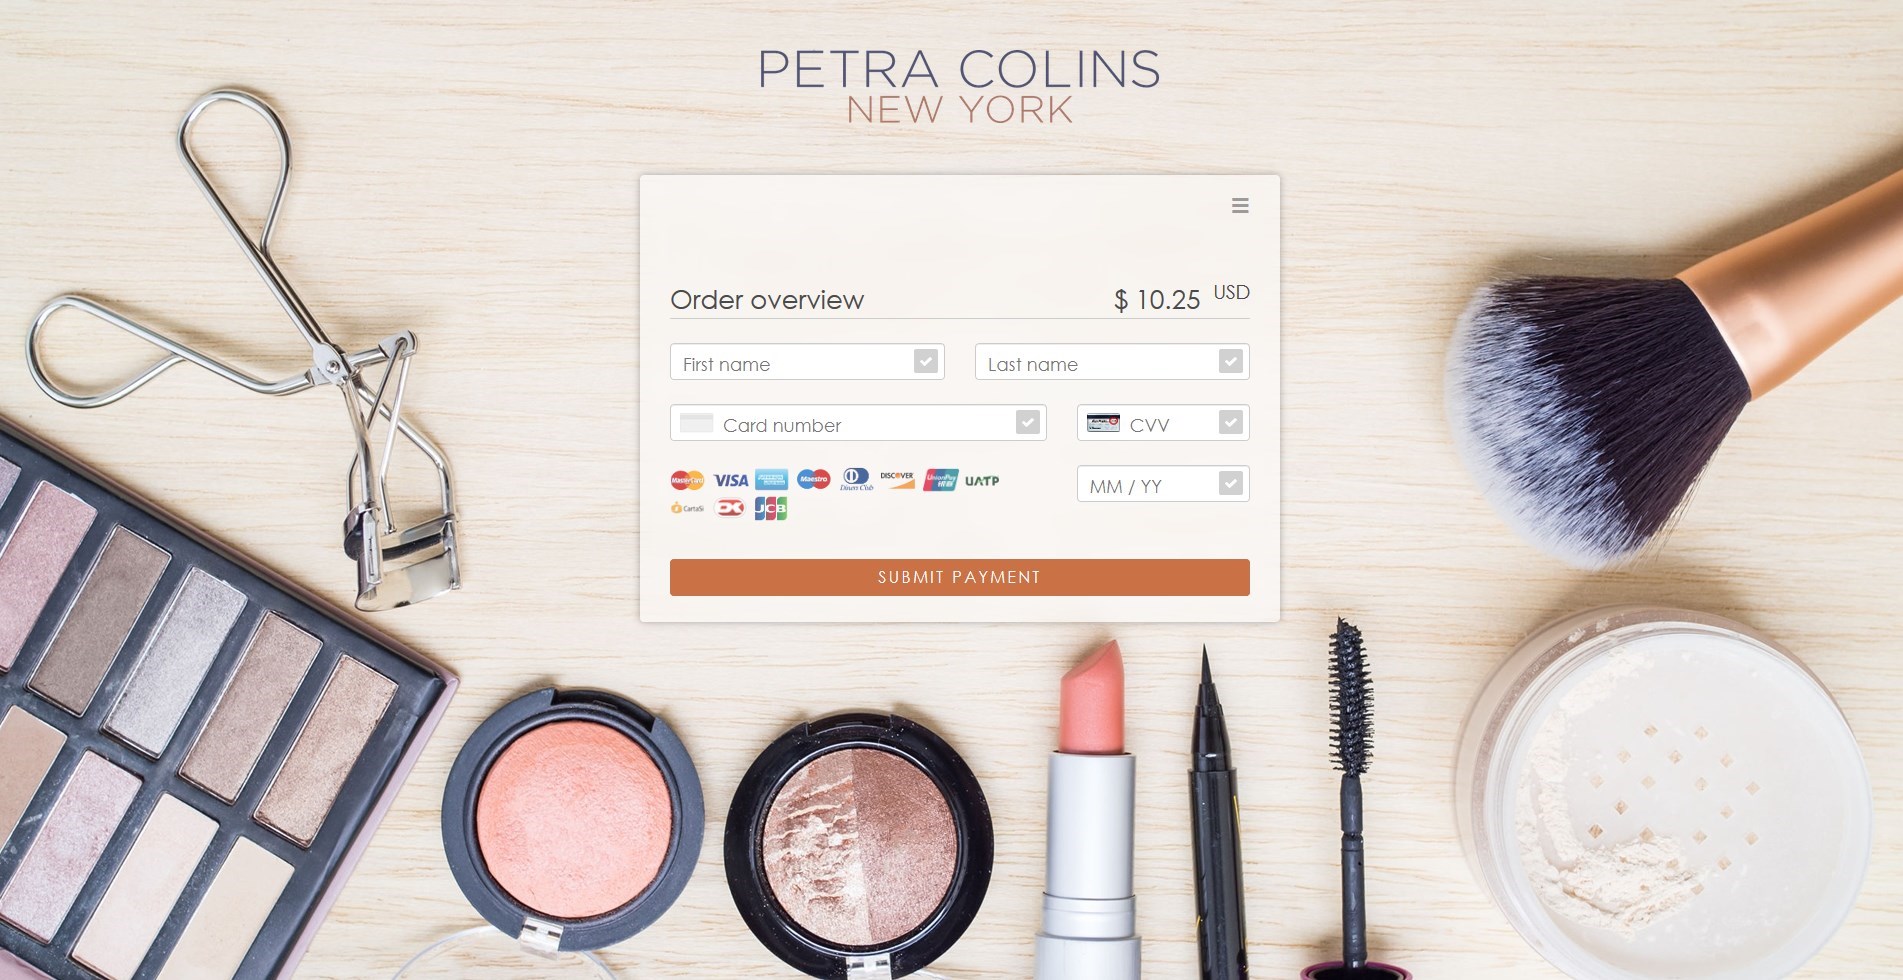 PETRA COLINS
NEW YORK
Order overview $ 10.25 USD
First name Last name
Card number CVV
MasterCard VISA Maestro Diners Club DISCOVER UnionPay UATP
MM / YY
CartaSi JCB
SUBMIT PAYMENT